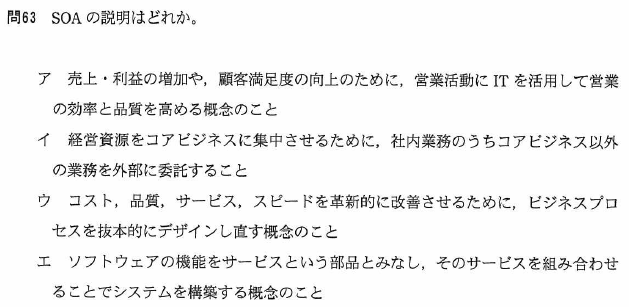 問63 SOA の説明はどれか。
ア 売上・利益の増加や，顧客満足度の向上のために，営業活動に IT を活用して営業
の効率と品質を高める概念のこと
イ 経営資源をコアビジネスに集中させるために，社内業務のうちコアビジネス以外
の業務を外部に委託すること
ウ コスト，品質，サービス，スピードを革新的に改善させるために，ビジネスプロ
セスを抜本的にデザインし直す概念のこと
エ ソフトウェアの機能をサービスという部品とみなし，そのサービスを組み合わせ
ることでシステムを構築する概念のこと